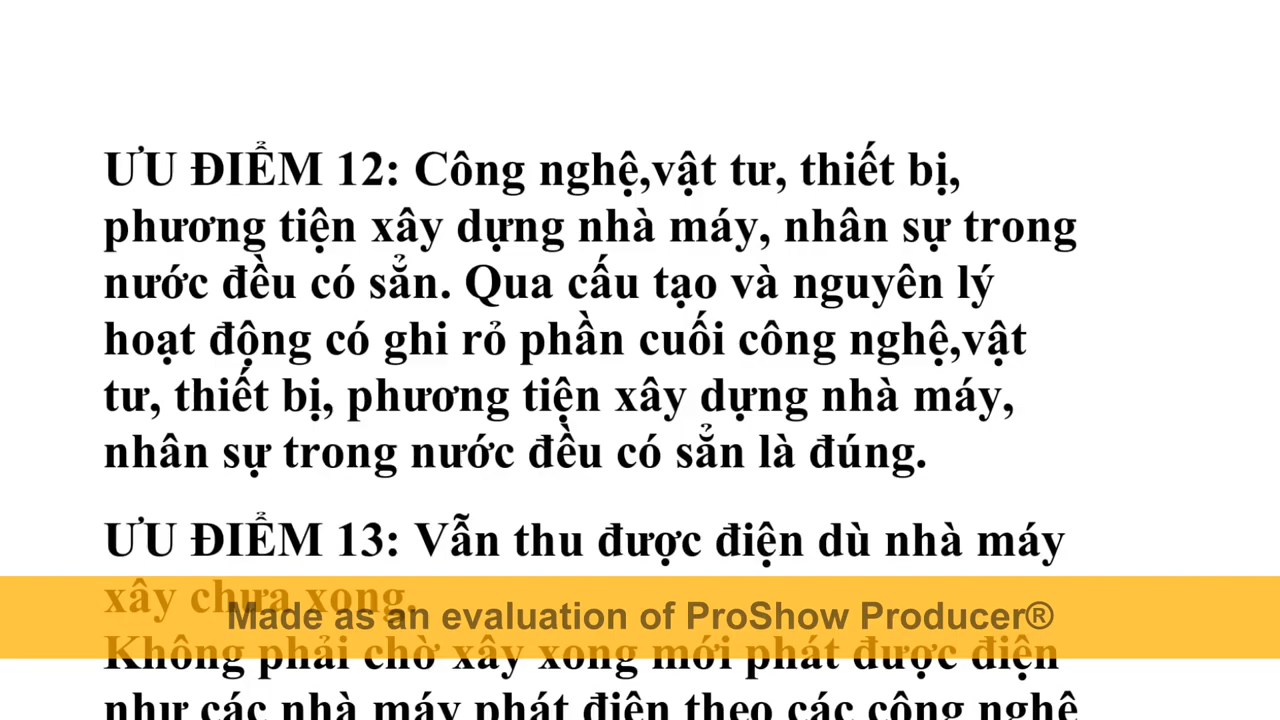 ƯU ĐIỂM 12: Công nghệ,vật tư, thiết bị,
phương tiện xây dựng nhà máy, nhân sự trong
nước đều có sẳn. Qua cấu tạo và nguyên lý
hoạt động có ghi rỏ phần cuối công nghệ,vật
tư, thiết bị, phương tiện xây dựng nhà máy,
nhân sự trong nước đều có sẳn là đúng.
ƯU ĐIỂM 13: Vẫn thu được điện dù nhà máy
xây chưa xong.
Made as an evaluation of ProShow Producer®
Không phải chờ xây xong mới phát được điện
như các nhà máy phát điện theo các công nghệ